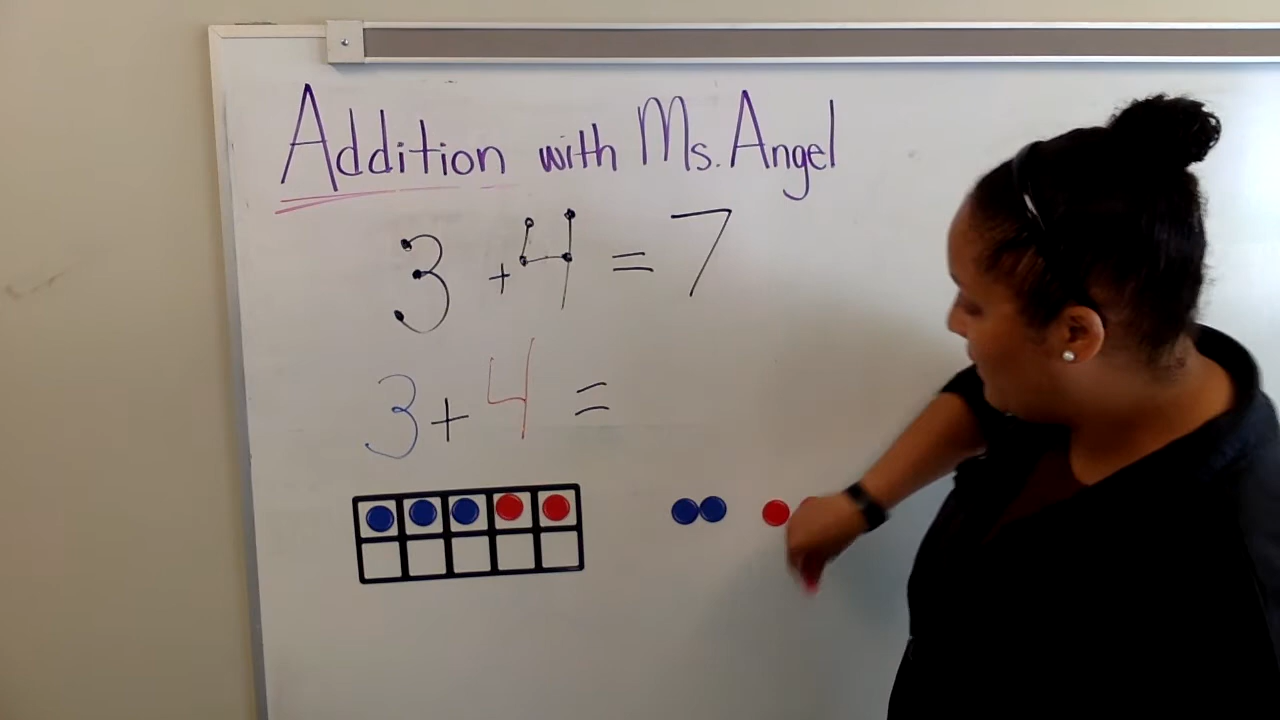 Addition with Ms. Angel
3 + 4 = 7
3 + 4 =